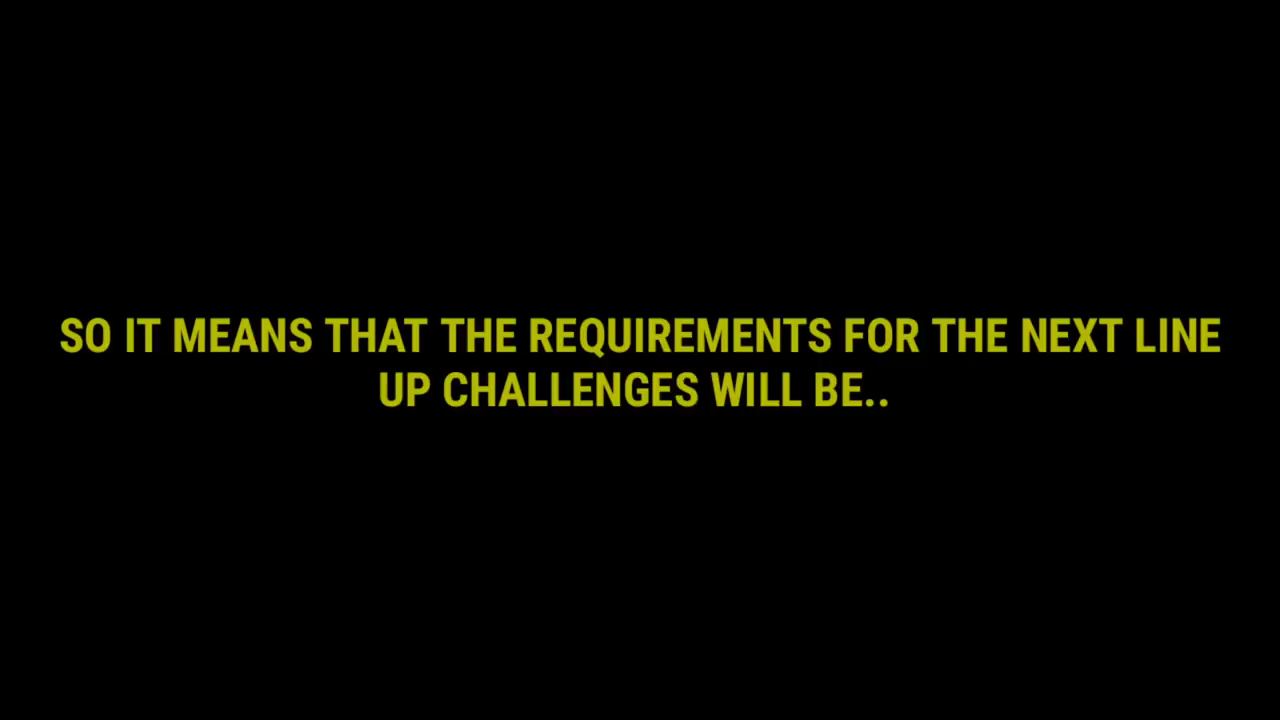 SO IT MEANS THAT THE REQUIREMENTS FOR THE NEXT LINE
UP CHALLENGES WILL BE..